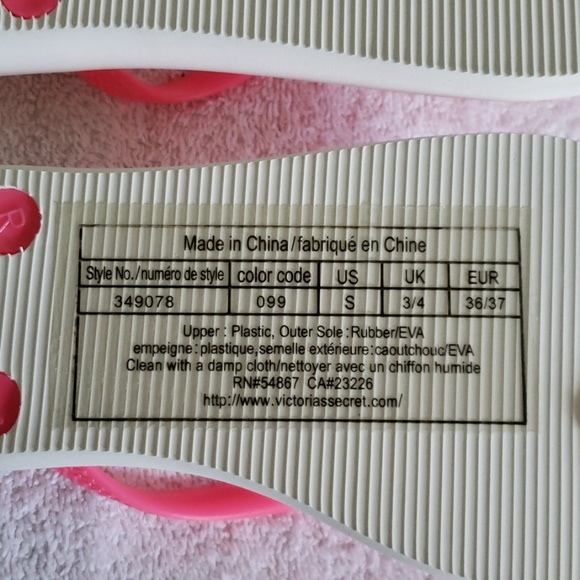 Made in China/fabriqué en Chine
Style No./numéro de style color code US UK EUR
349078 099 S 3/4 36/37
Upper : Plastic, Outer Sole:Rubber/EVA
empeigne:plastique,semelle extérieure:caoutchouc/EVA
Clean with a damp cloth/nettoyer avec un chiffon humide
RN#54867 CA#23226
http://www.victoriassecret.com/
R